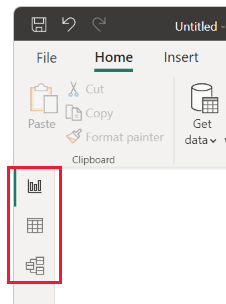 Untitled -
File Home Insert
Paste
Cut
Copy
Format painter
Clipboard
Get
data